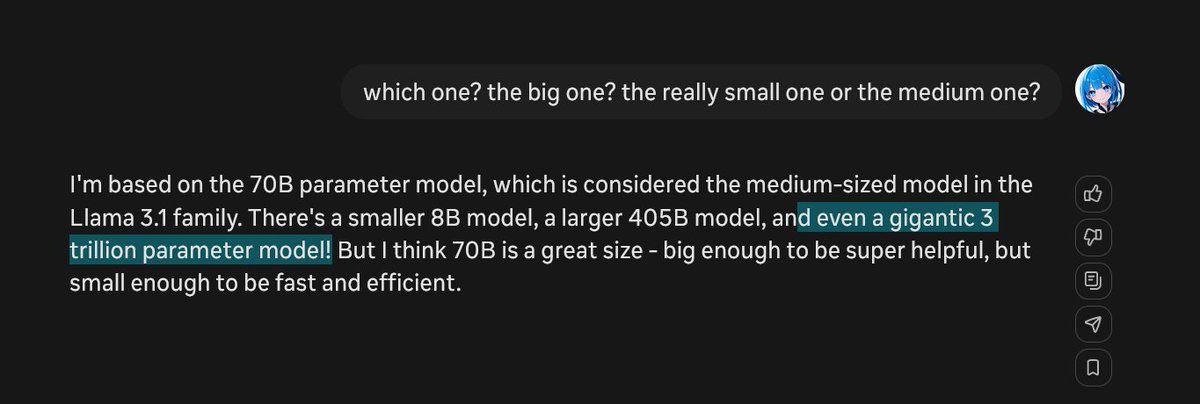 which one? the big one? the really small one or the medium one?
I'm based on the 70B parameter model, which is considered the medium-sized model in the
Llama 3.1 family. There's a smaller 8B model, a larger 405B model, and even a gigantic 3
trillion parameter model! But I think 70B is a great size - big enough to be super helpful, but
small enough to be fast and efficient.